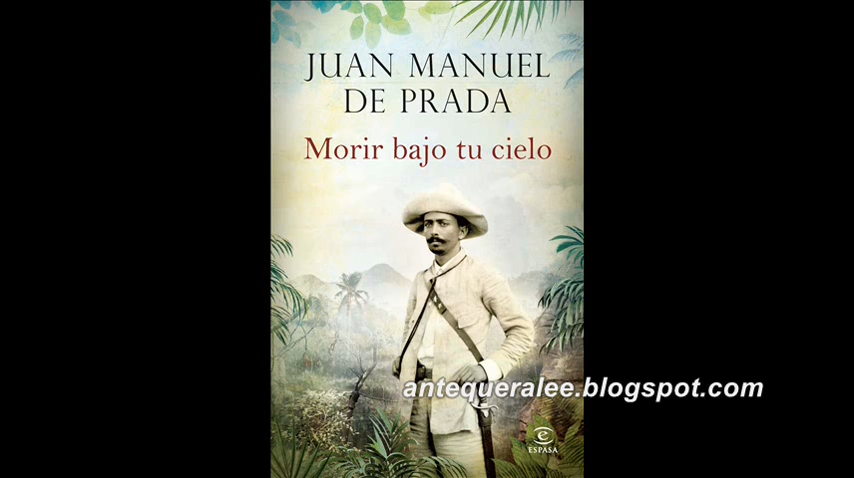 JUAN MANUEL
DE PRADA
Morir bajo tu cielo
antequeralee.blogspot.com
e
ESPASA